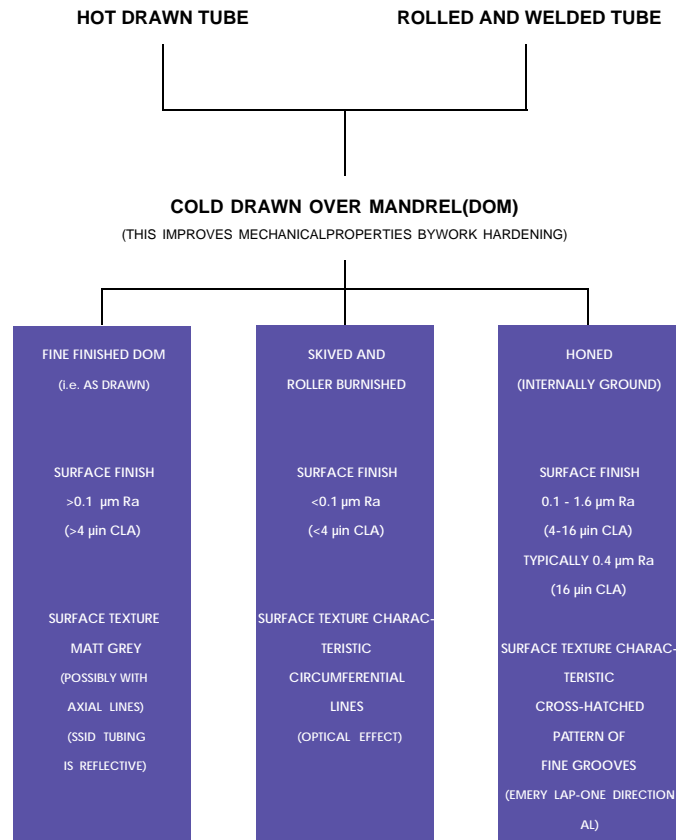 HOT DRAWN TUBE
ROLLED AND WELDED TUBE
COLD DRAWN OVER MANDREL(DOM)
(THIS IMPROVES MECHANICALPROPERTIES BYWORK HARDENING)
FINE FINISHED DOM
(i.e. AS DRAWN)
SURFACE FINISH
>0.1 µm Ra
(>4 µin CLA)
SURFACE TEXTURE
MATT GREY
(POSSIBLY WITH
AXIAL LINES)
(SSID TUBING
IS REFLECTIVE)
SKIVED AND
ROLLER BURNISHED
SURFACE FINISH
<0.1 µm Ra
(<4 µin CLA)
SURFACE TEXTURE CHARAC-
TERISTIC
CIRCUMFERENTIAL
LINES
(OPTICAL EFFECT)
HONED
(INTERNALLY GROUND)
SURFACE FINISH
0.1 - 1.6 µm Ra
(4-16 µin CLA)
TYPICALLY 0.4 µm Ra
(16 µin CLA)
SURFACE TEXTURE CHARAC-
TERISTIC
CROSS-HATCHED
PATTERN OF
FINE GROOVES
(EMERY LAP-ONE DIRECTION
AL)